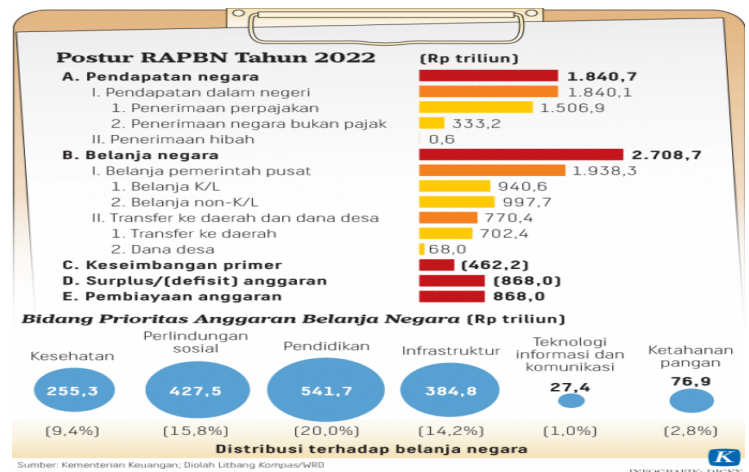 Postur RAPBN Tahun 2022 (Rp triliun)
A. Pendapatan negara 1.840,7
I. Pendapatan dalam negeri 1.840,1
1. Penerimaan perpajakan 1.506,9
2. Penerimaan negara bukan pajak 333,2
II. Penerimaan hibah 0,6
B. Belanja negara 2.708,7
I. Belanja pemerintah pusat 1.938,3
1. Belanja K/L 940,6
2. Belanja non-K/L 997,7
II. Transfer ke daerah dan dana desa 770,4
1. Transfer ke daerah 702,4
2. Dana desa 68,0
C. Keseimbangan primer (462,2)
D. Surplus/(defisit) anggaran (868,0)
E. Pembiayaan anggaran 868,0
Bidang Prioritas Anggaran Belanja Negara (Rp triliun)
Kesehatan
255,3
(9,4%)
Perlindungan
sosial
427,5
(15,8%)
Pendidikan
541,7
(20,0%)
Infrastruktur
384,8
(14,2%)
Teknologi
informasi dan
komunikasi
27,4
(1,0%)
Ketahanan
pangan
76,9
(2,8%)
Distribusi terhadap belanja negara
K
Sumber: Kementerian Keuangan; Diolah Litbang Kompas/WRD
INFOGRAFIK: DICKY